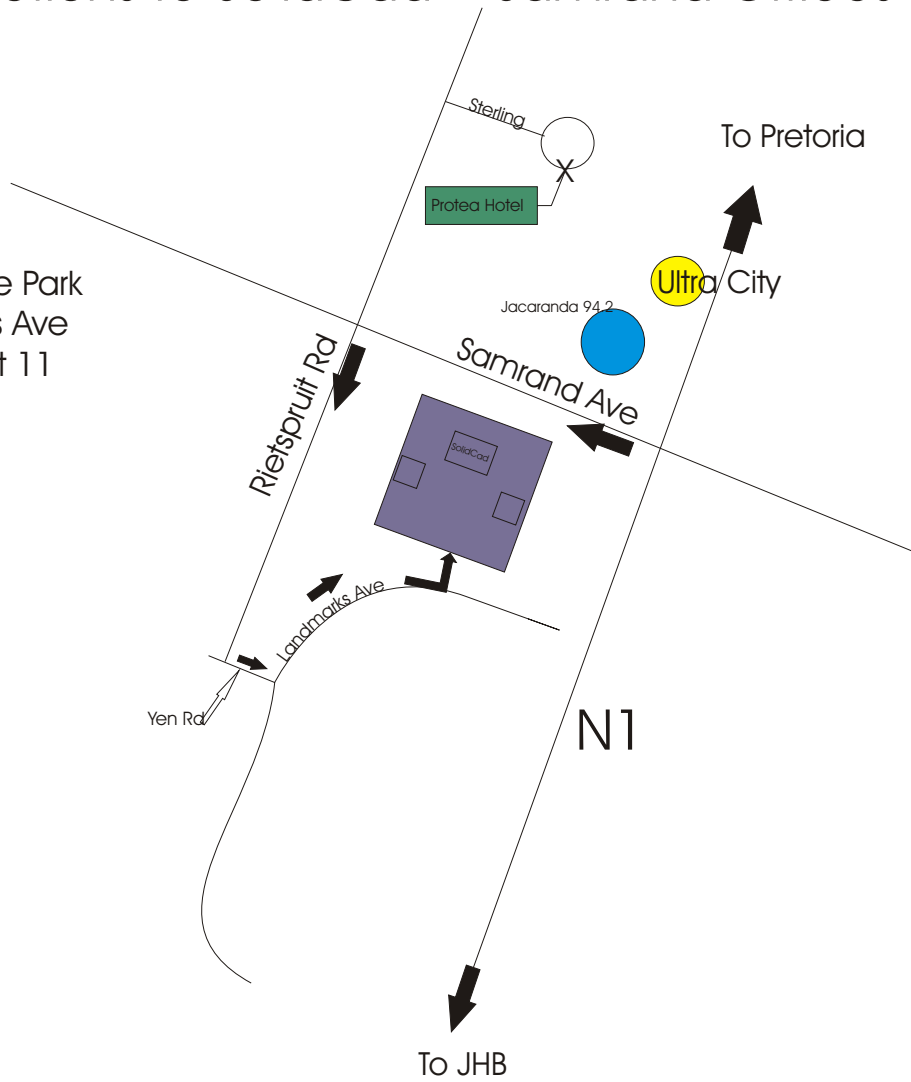 Sterling
To Pretoria
Protea Hotel
e Park
s Ave
t 11
Ultra City
Jacaranda 94.2
Rietspruit Rd
Samrand Ave
SolidCad
Landmarks Ave
Yen Rd
N1
To JHB
X